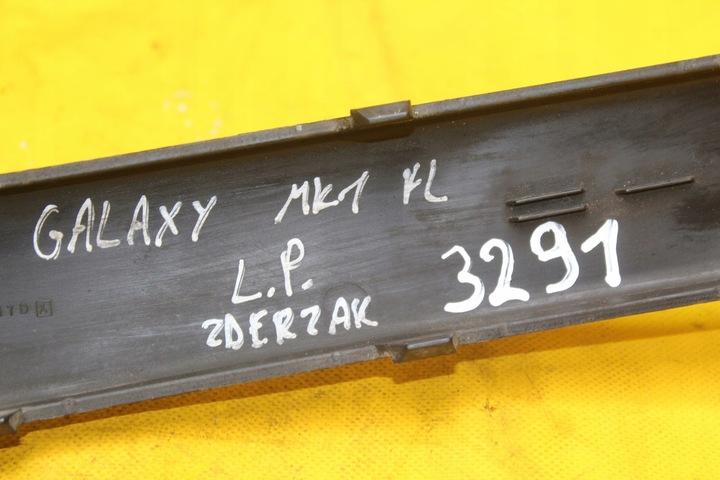 GALAXY MK1 FL
L.P.
ZDERZAK
3291